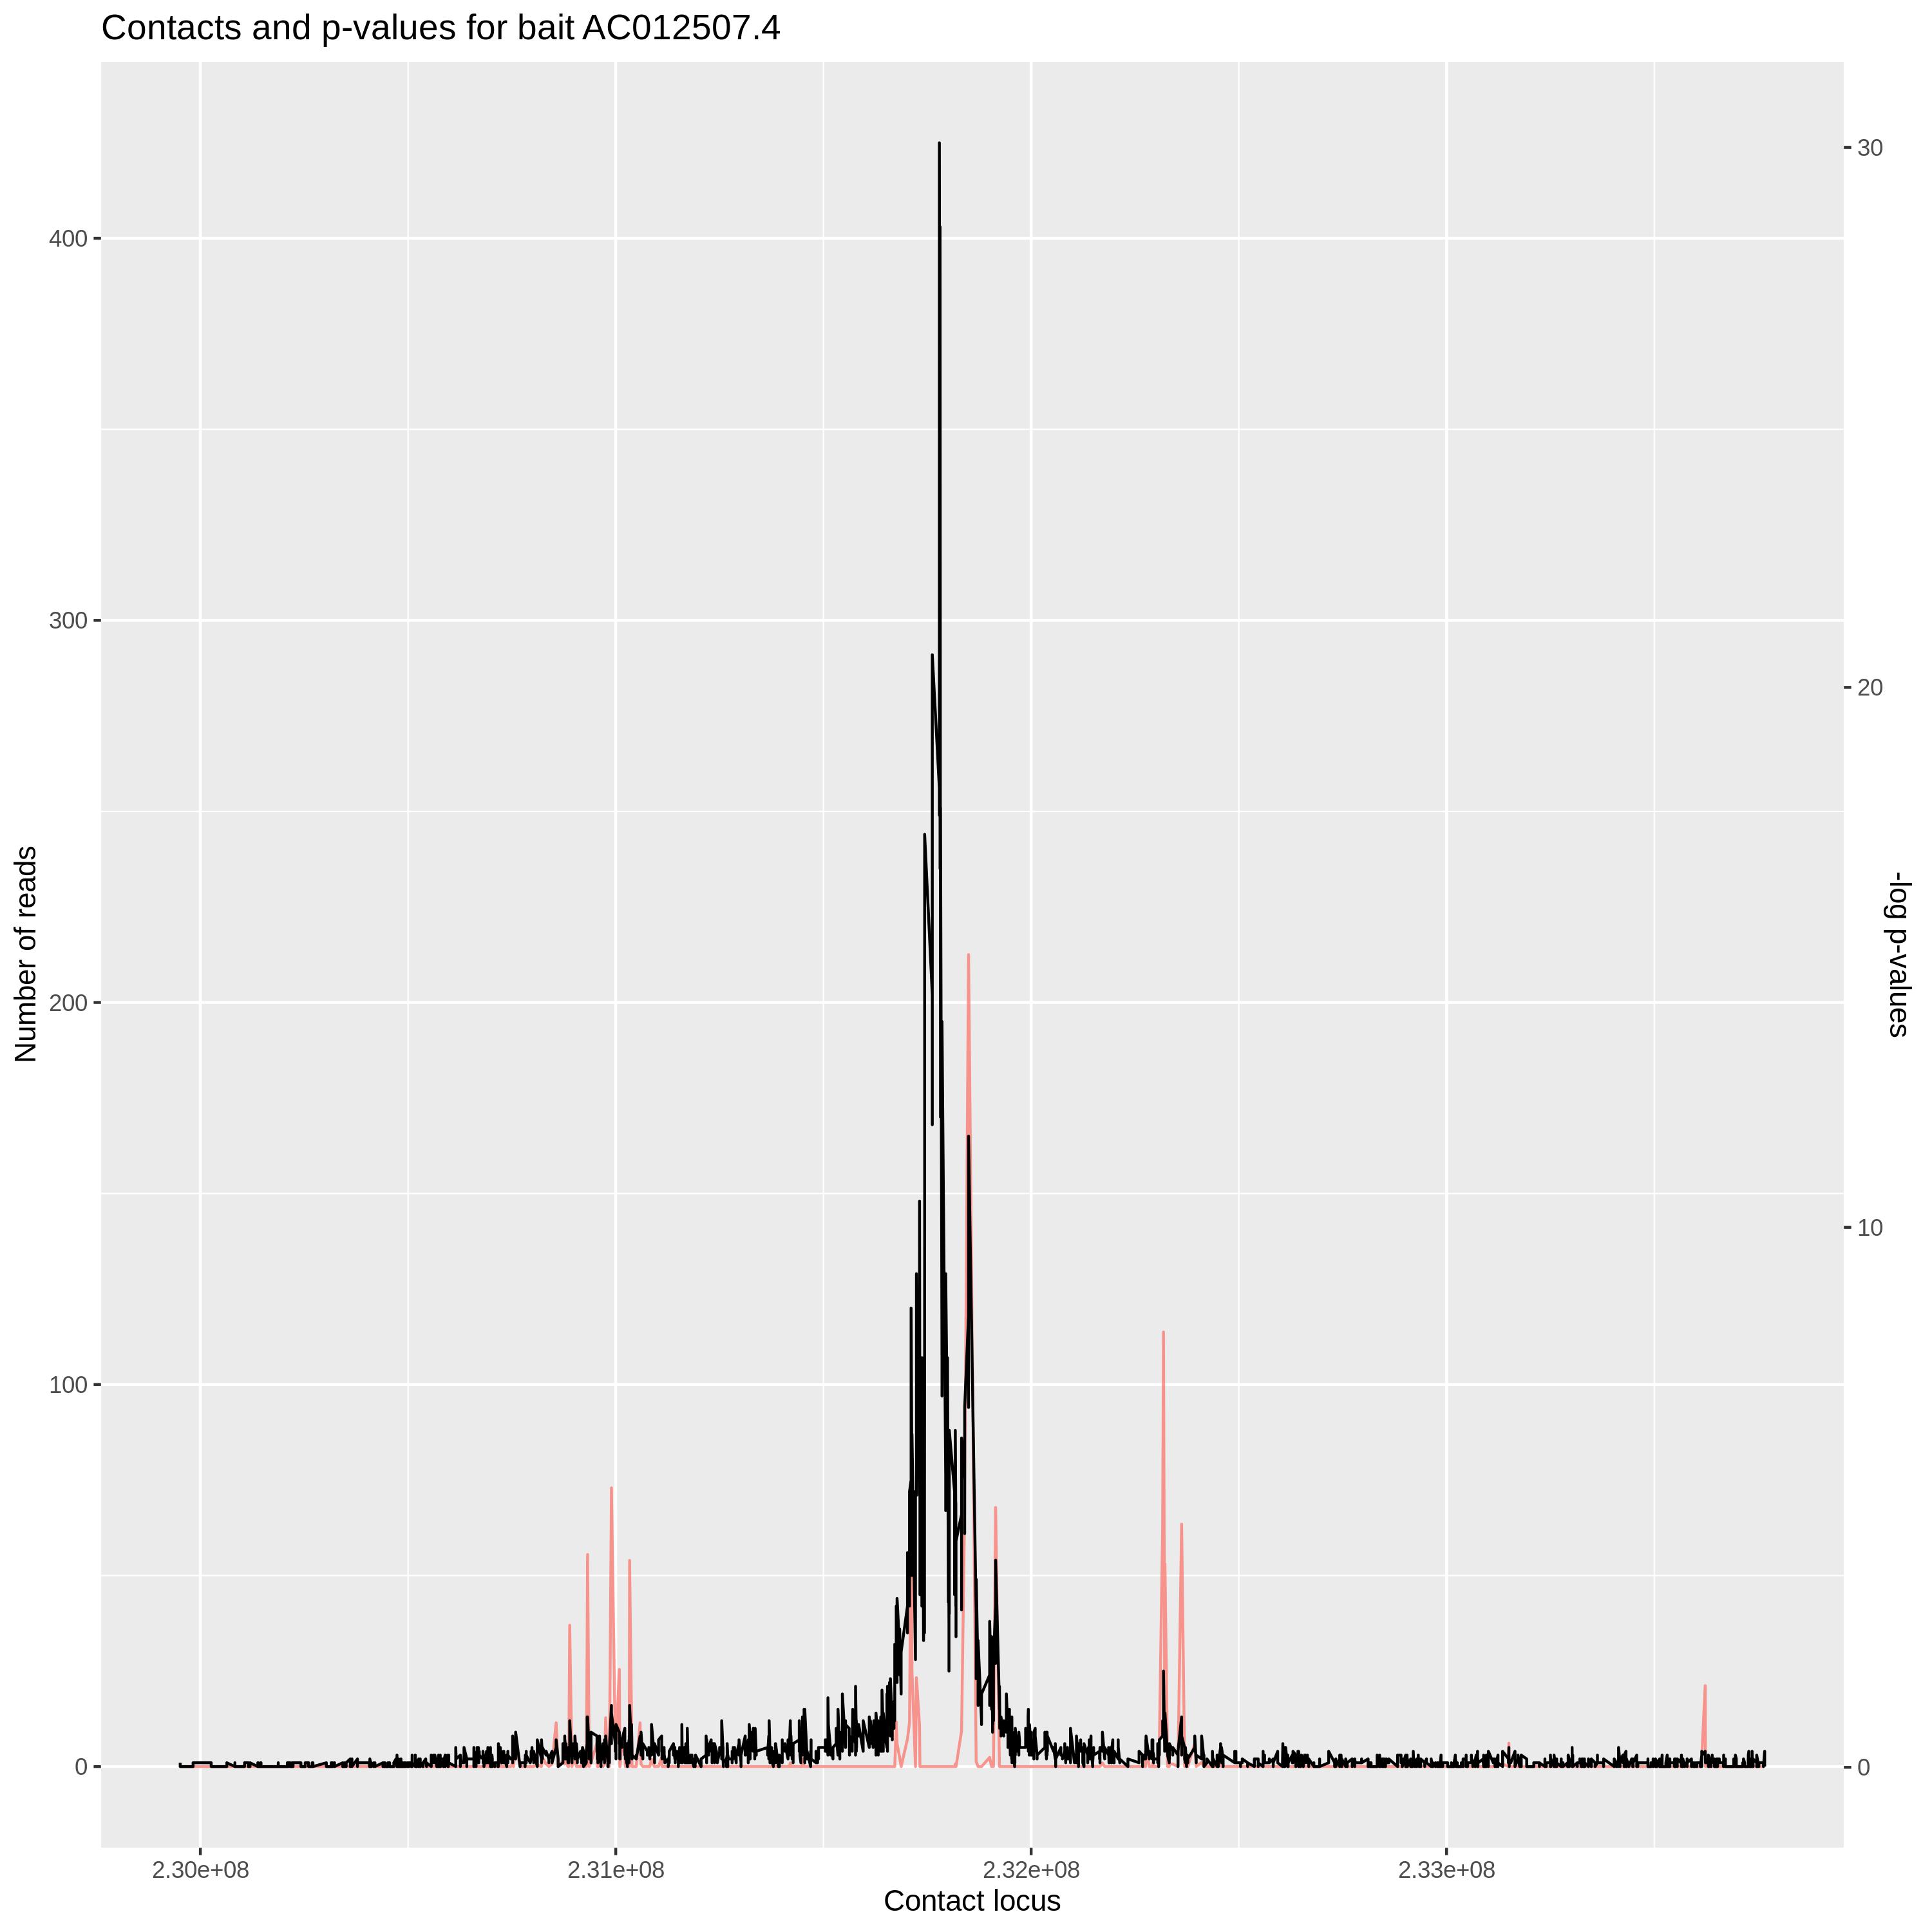 Contacts and p-values for bait AC012507.4
Number of reads
400
300
200
100
0
30
20
10
0
-log p-values
2.30e+08
2.31e+08
2.32e+08
2.33e+08
Contact locus